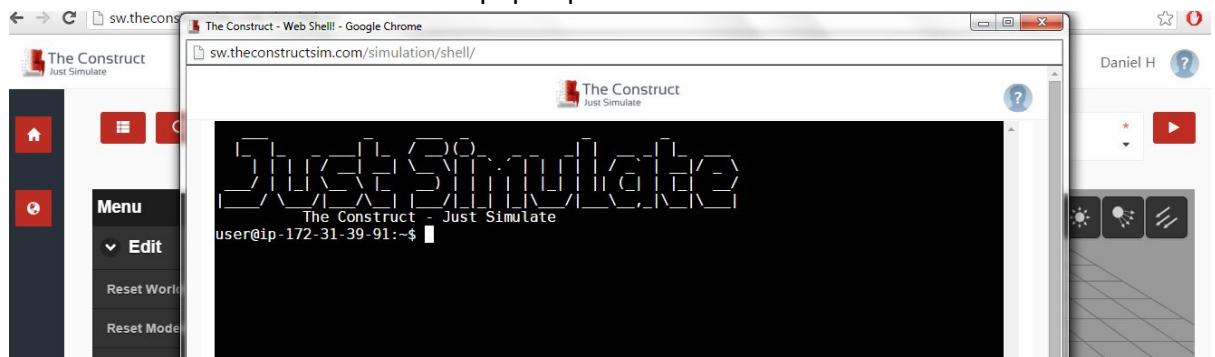 sw.thecons
The Construct - Web Shell! - Google Chrome
sw.theconstructsim.com/simulation/shell/
The Construct
Just Simulate
Daniel H
?
The Construct
Just Simulate
?
*
Just Simulate
The Construct - Just Simulate
user@ip-172-31-39-91:~$
Menu
Edit
Reset World
Reset Mode